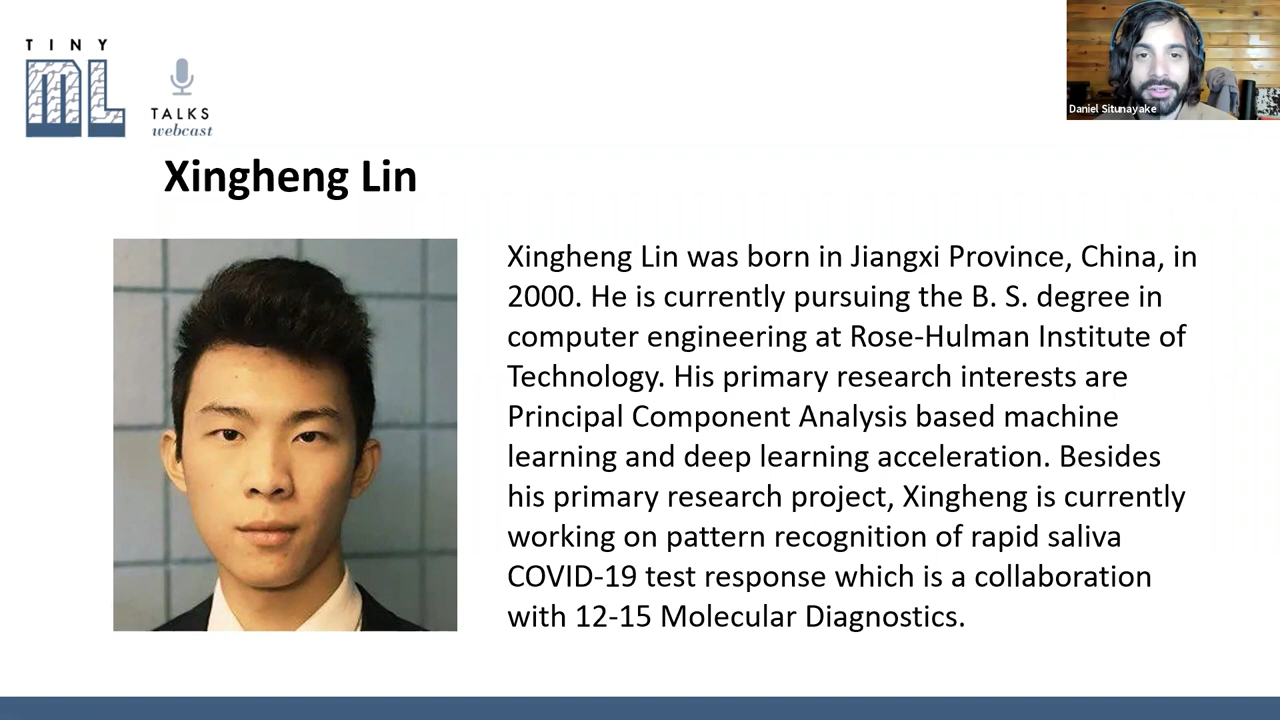 TINY
ML
TALKS
webcast
Daniel Situnayake
Xingheng Lin
Xingheng Lin was born in Jiangxi Province, China, in
2000. He is currently pursuing the B. S. degree in
computer engineering at Rose-Hulman Institute of
Technology. His primary research interests are
Principal Component Analysis based machine
learning and deep learning acceleration. Besides
his primary research project, Xingheng is currently
working on pattern recognition of rapid saliva
COVID-19 test response which is a collaboration
with 12-15 Molecular Diagnostics.